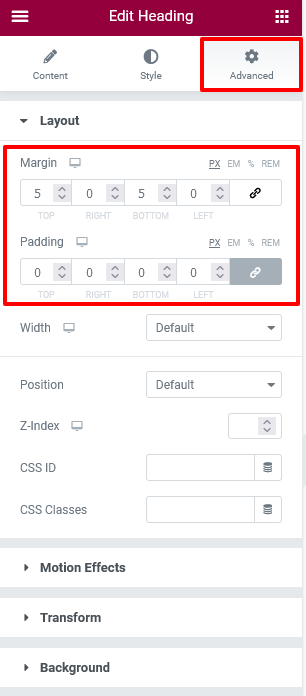 Edit Heading
Content Style Advanced
Layout
Margin PX EM % REM
5 0 5 0
TOP RIGHT BOTTOM LEFT
Padding PX EM % REM
0 0 0 0
TOP RIGHT BOTTOM LEFT
Width Default
Position Default
Z-Index
CSS ID
CSS Classes
Motion Effects
Transform
Background